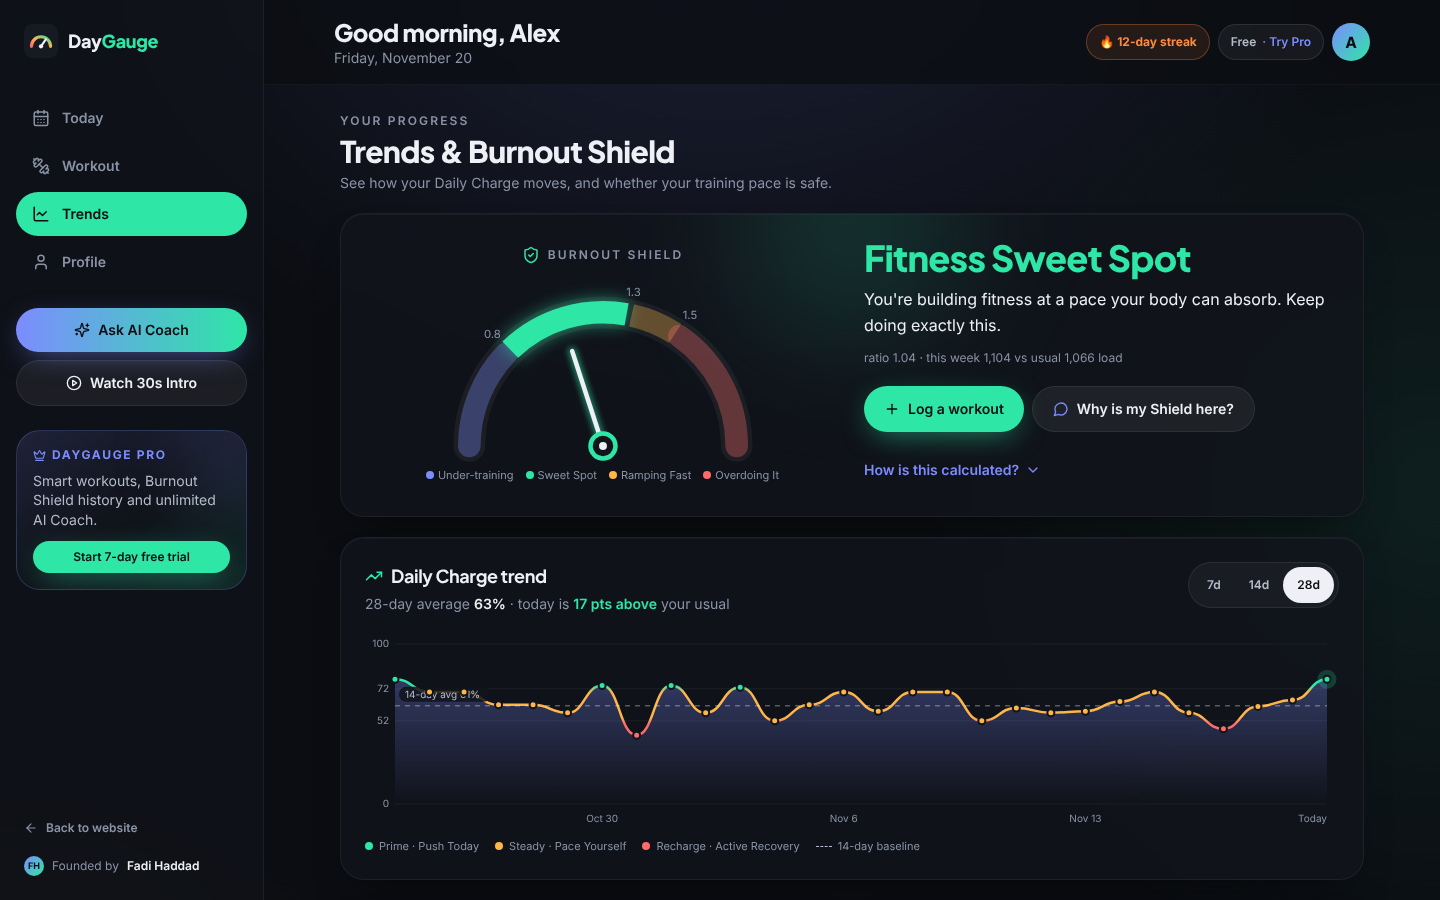 DayGauge
Today
Workout
Trends
Profile
Ask AI Coach
Watch 30s Intro
DAYGAUGE PRO
Smart workouts, Burnout
Shield history and unlimited
AI Coach.
Start 7-day free trial
Back to website
FH Founded by Fadi Haddad
Good morning, Alex
Friday, November 20
🔥 12-day streak
Free · Try Pro
A
YOUR PROGRESS
Trends & Burnout Shield
See how your Daily Charge moves, and whether your training pace is safe.
BURNOUT SHIELD
0.8
1.3
1.5
Under-training Sweet Spot Ramping Fast Overdoing It
Fitness Sweet Spot
You're building fitness at a pace your body can absorb. Keep
doing exactly this.
ratio 1.04 · this week 1,104 vs usual 1,066 load
Log a workout
Why is my Shield here?
How is this calculated?
Daily Charge trend
28-day average 63% · today is 17 pts above your usual
7d 14d 28d
100
72
52
0
14-day avg
Oct 30 Nov 6 Nov 13 Today
Prime · Push Today Steady · Pace Yourself Recharge · Active Recovery 14-day baseline